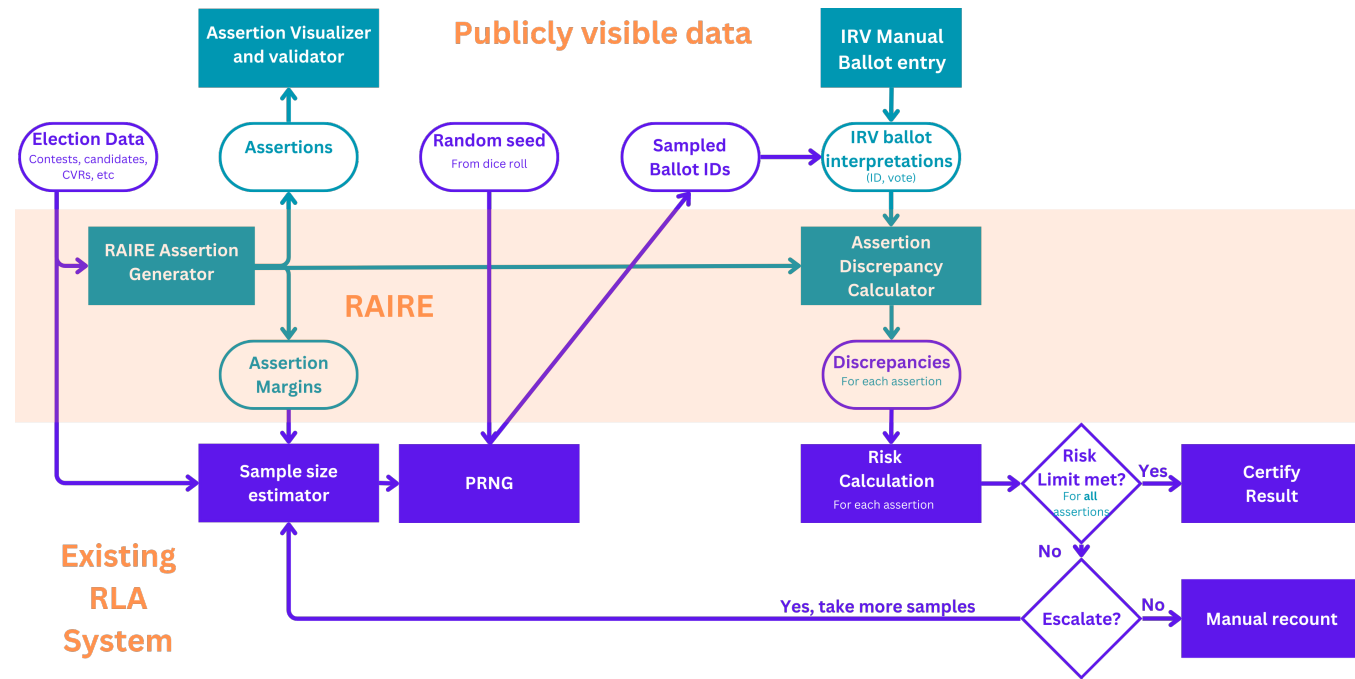 Assertion Visualizer
and validator
Publicly visible data
IRV Manual
Ballot entry
Election Data
Contests, candidates,
CVRs, etc
Assertions
Random seed
From dice roll
Sampled
Ballot IDs
IRV ballot
interpretations
(ID, vote)
RAIRE Assertion
Generator
Assertion
Discrepancy
Calculator
RAIRE
Assertion
Margins
Discrepancies
For each assertion
Sample size
estimator
PRNG
Risk
Calculation
For each assertion
Risk
Limit met?
For all
assertions
Yes
Certify
Result
No
Existing
RLA
System
Yes, take more samples
Escalate?
No
Manual recount